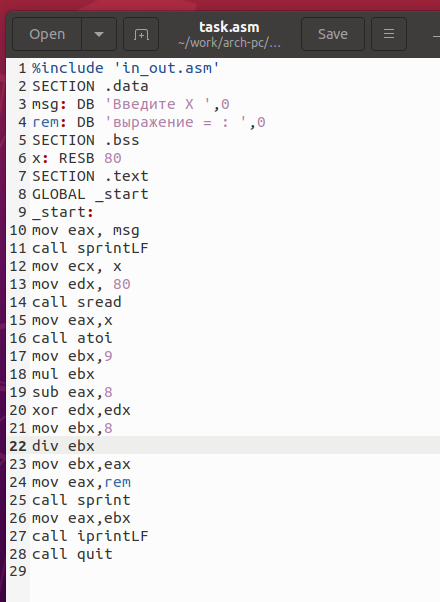 Open
task.asm
~/work/arch-pc/...
Save
1 %include 'in_out.asm'
2 SECTION .data
3 msg: DB 'Введите X ',0
4 rem: DB 'выражение = : ',0
5 SECTION .bss
6 x: RESB 80
7 SECTION .text
8 GLOBAL _start
9 _start:
10 mov eax, msg
11 call sprintLF
12 mov ecx, x
13 mov edx, 80
14 call sread
15 mov eax,x
16 call atoi
17 mov ebx,9
18 mul ebx
19 sub eax,8
20 xor edx,edx
21 mov ebx,8
22 div ebx
23 mov ebx,eax
24 mov eax,rem
25 call sprint
26 mov eax,ebx
27 call iprintLF
28 call quit
29